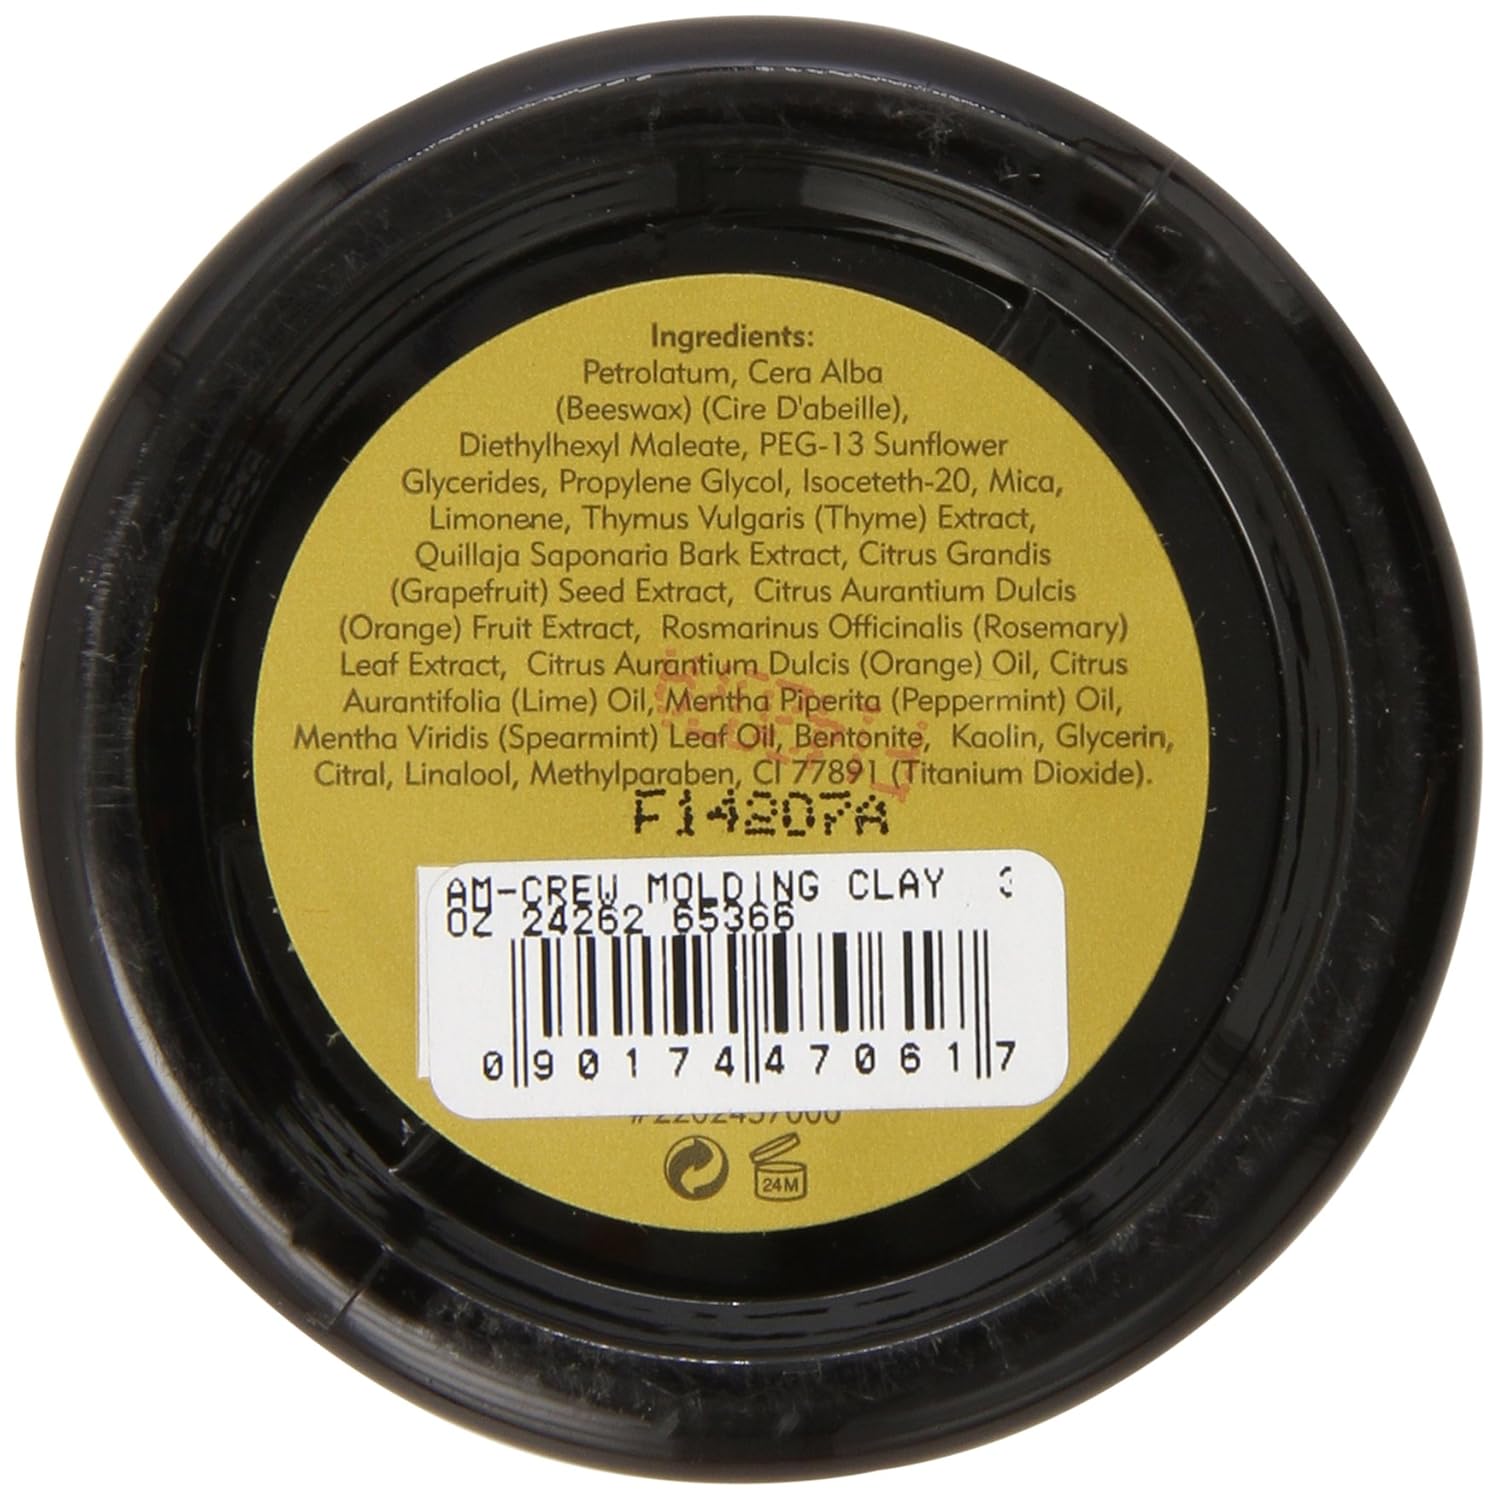 Ingredients:
Petrolatum, Cera Alba
(Beeswax) (Cire D'abeille),
Diethylhexyl Maleate, PEG-13 Sunflower
Glycerides, Propylene Glycol, Isoceteth-20, Mica,
Limonene, Thymus Vulgaris (Thyme) Extract,
Quillaja Saponaria Bark Extract, Citrus Grandis
(Grapefruit) Seed Extract, Citrus Aurantium Dulcis
(Orange) Fruit Extract, Rosmarinus Officinalis (Rosemary)
Leaf Extract, Citrus Aurantium Dulcis (Orange) Oil, Citrus
Aurantifolia (Lime) Oil, Mentha Piperita (Peppermint) Oil,
Mentha Viridis (Spearmint) Leaf Oil, Bentonite, Kaolin, Glycerin,
Citral, Linalool, Methylparaben, CI 77891 (Titanium Dioxide).
F14207A
AM-CREW MOLDING CLAY 3
OZ 24262 65366
0 90174 47061 7
24M